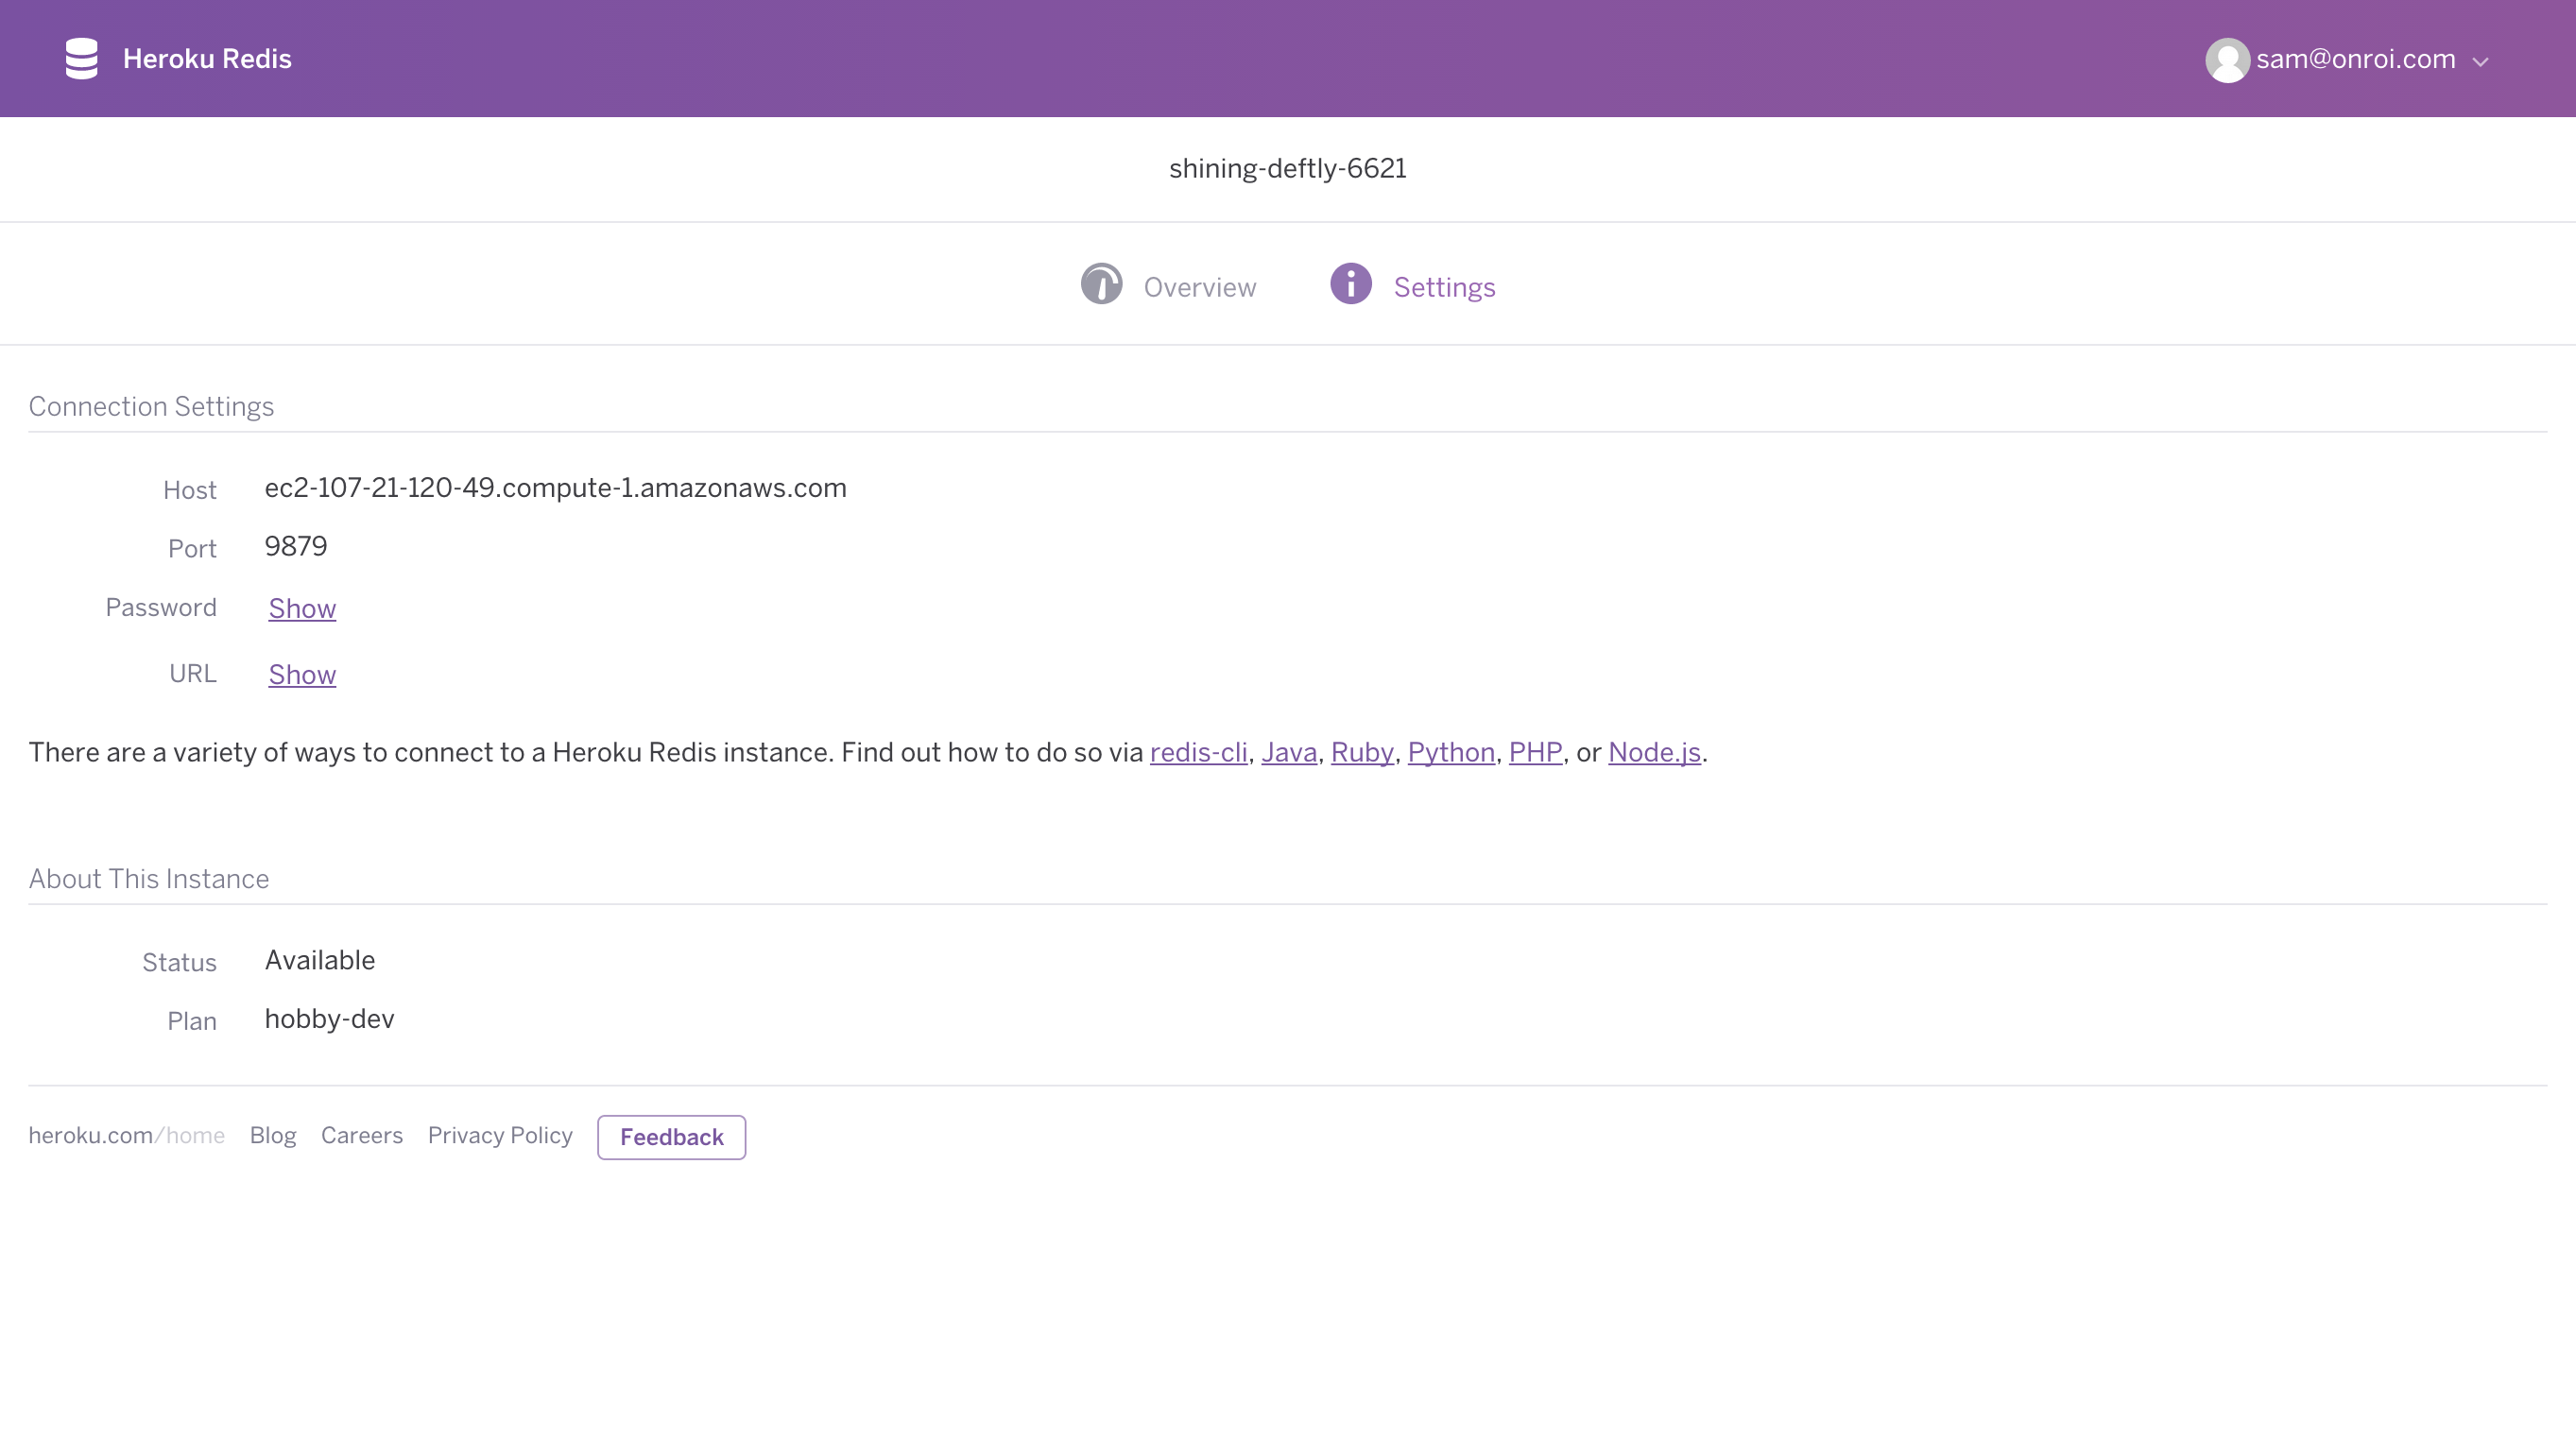 Heroku Redis
sam@onroi.com
shining-deftly-6621
Overview Settings
Connection Settings
Host ec2-107-21-120-49.compute-1.amazonaws.com
Port 9879
Password Show
URL Show
There are a variety of ways to connect to a Heroku Redis instance. Find out how to do so via redis-cli, Java, Ruby, Python, PHP, or Node.js.
About This Instance
Status Available
Plan hobby-dev
heroku.com/home Blog Careers Privacy Policy Feedback